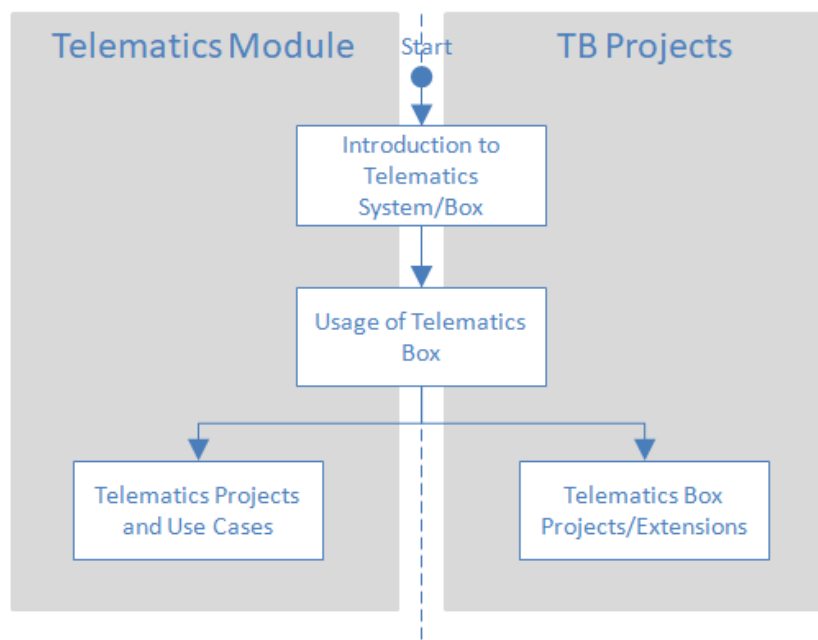 Telematics Module
Start
TB Projects
Introduction to
Telematics
System/Box
Usage of Telematics
Box
Telematics Projects
and Use Cases
Telematics Box
Projects/Extensions